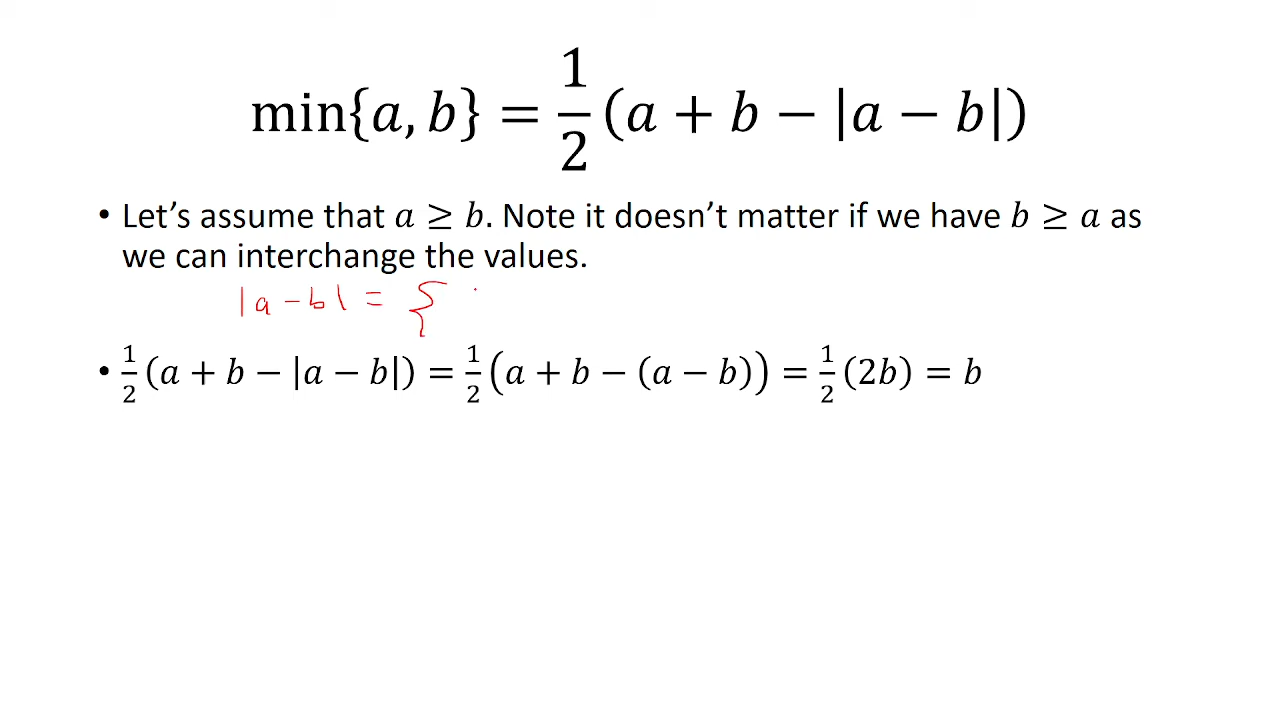 min{a, b} = 1/2 (a + b − |a − b|)
• Let’s assume that a ≥ b. Note it doesn’t matter if we have b ≥ a as
we can interchange the values.
|a − b| = {
• 1/2 (a + b − |a − b|) = 1/2 (a + b − (a − b)) = 1/2 (2b) = b